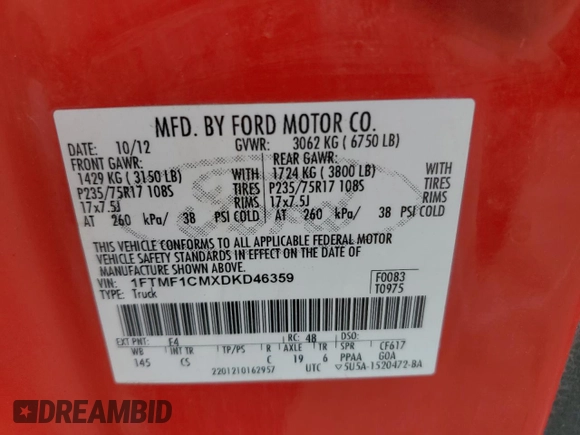 MFD. BY FORD MOTOR CO.
DATE: 10/12 GVWR: 3062 KG ( 6750 LB)
FRONT GAWR: REAR GAWR:
1429 KG ( 3150 LB) WITH 1724 KG ( 3800 LB) WITH
P235/75R17 108S TIRES P235/75R17 108S TIRES
17x7.5J RIMS 17x7.5J RIMS
AT 260 kPa/ 38 PSI COLD AT 260 kPa/ 38 PSI COLD
THIS VEHICLE CONFORMS TO ALL APPLICABLE FEDERAL MOTOR
VEHICLE SAFETY STANDARDS IN EFFECT ON THE DATE OF
MANUFACTURE SHOWN ABOVE.
VIN: 1FTMF1CMXDKD46359 F0083
TYPE: Truck T0975
EXT PNT: E4 RC: 48 DSO:
WB INT TR TP/PS R AXLE TR SPR CF617
145 CS C 19 6 PPAA GOA
2201210162957 UTC ▽5U5A-1520472-BA
Ford
DREAMBID